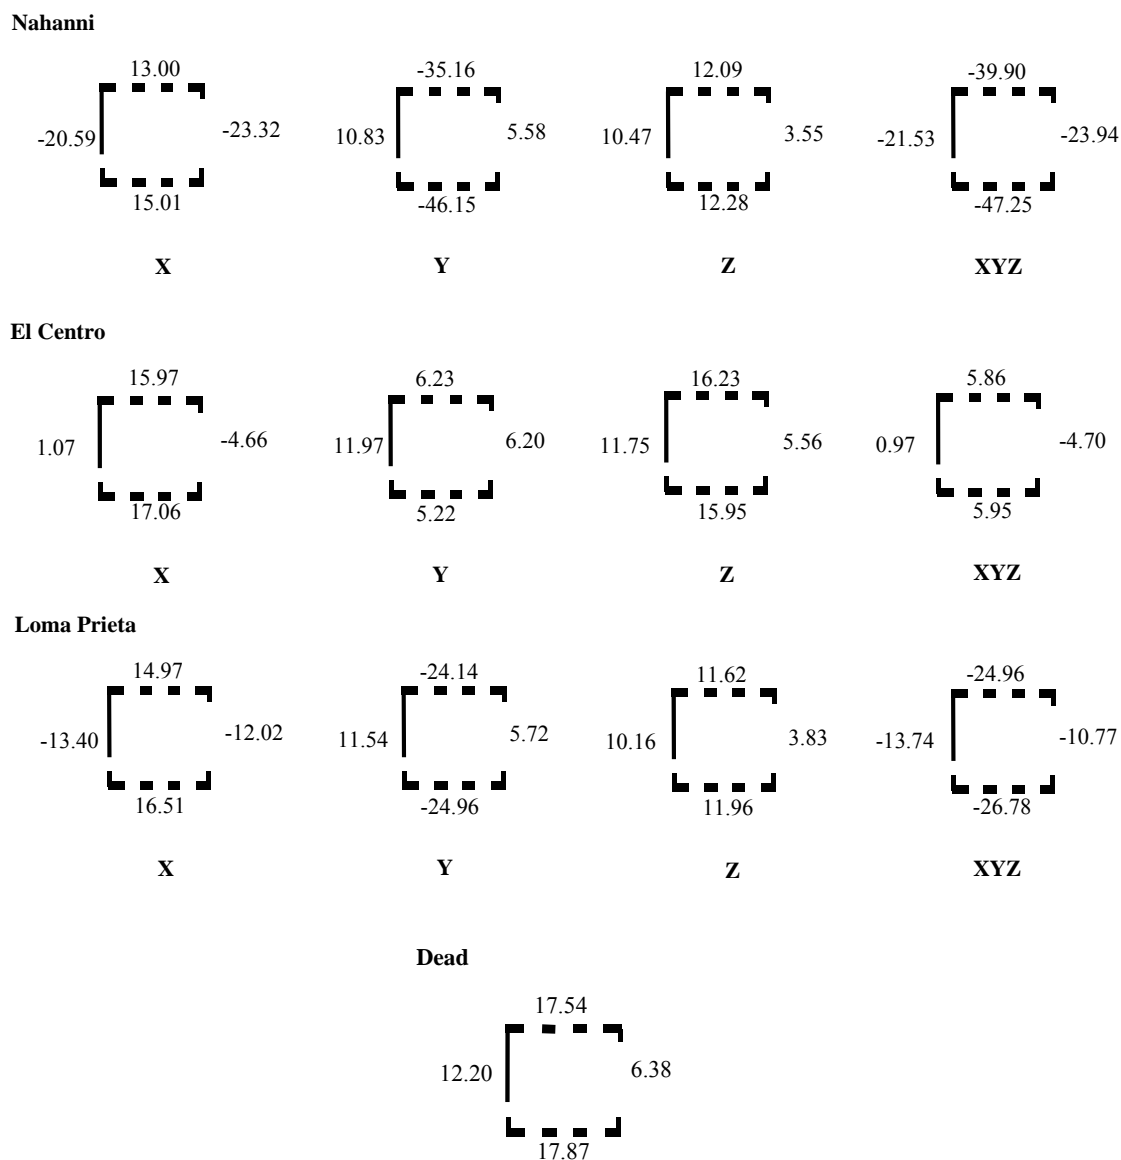 Nahanni
13.00 -35.16 12.09 -39.90
-20.59 -23.32 10.83 5.58 10.47 3.55 -21.53 -23.94
15.01 -46.15 12.28 -47.25
X Y Z XYZ
El Centro
15.97 6.23 16.23 5.86
1.07 -4.66 11.97 6.20 11.75 5.56 0.97 -4.70
17.06 5.22 15.95 5.95
X Y Z XYZ
Loma Prieta
14.97 -24.14 11.62 -24.96
-13.40 -12.02 11.54 5.72 10.16 3.83 -13.74 -10.77
16.51 -24.96 11.96 -26.78
X Y Z XYZ
Dead
17.54
12.20 6.38
17.87